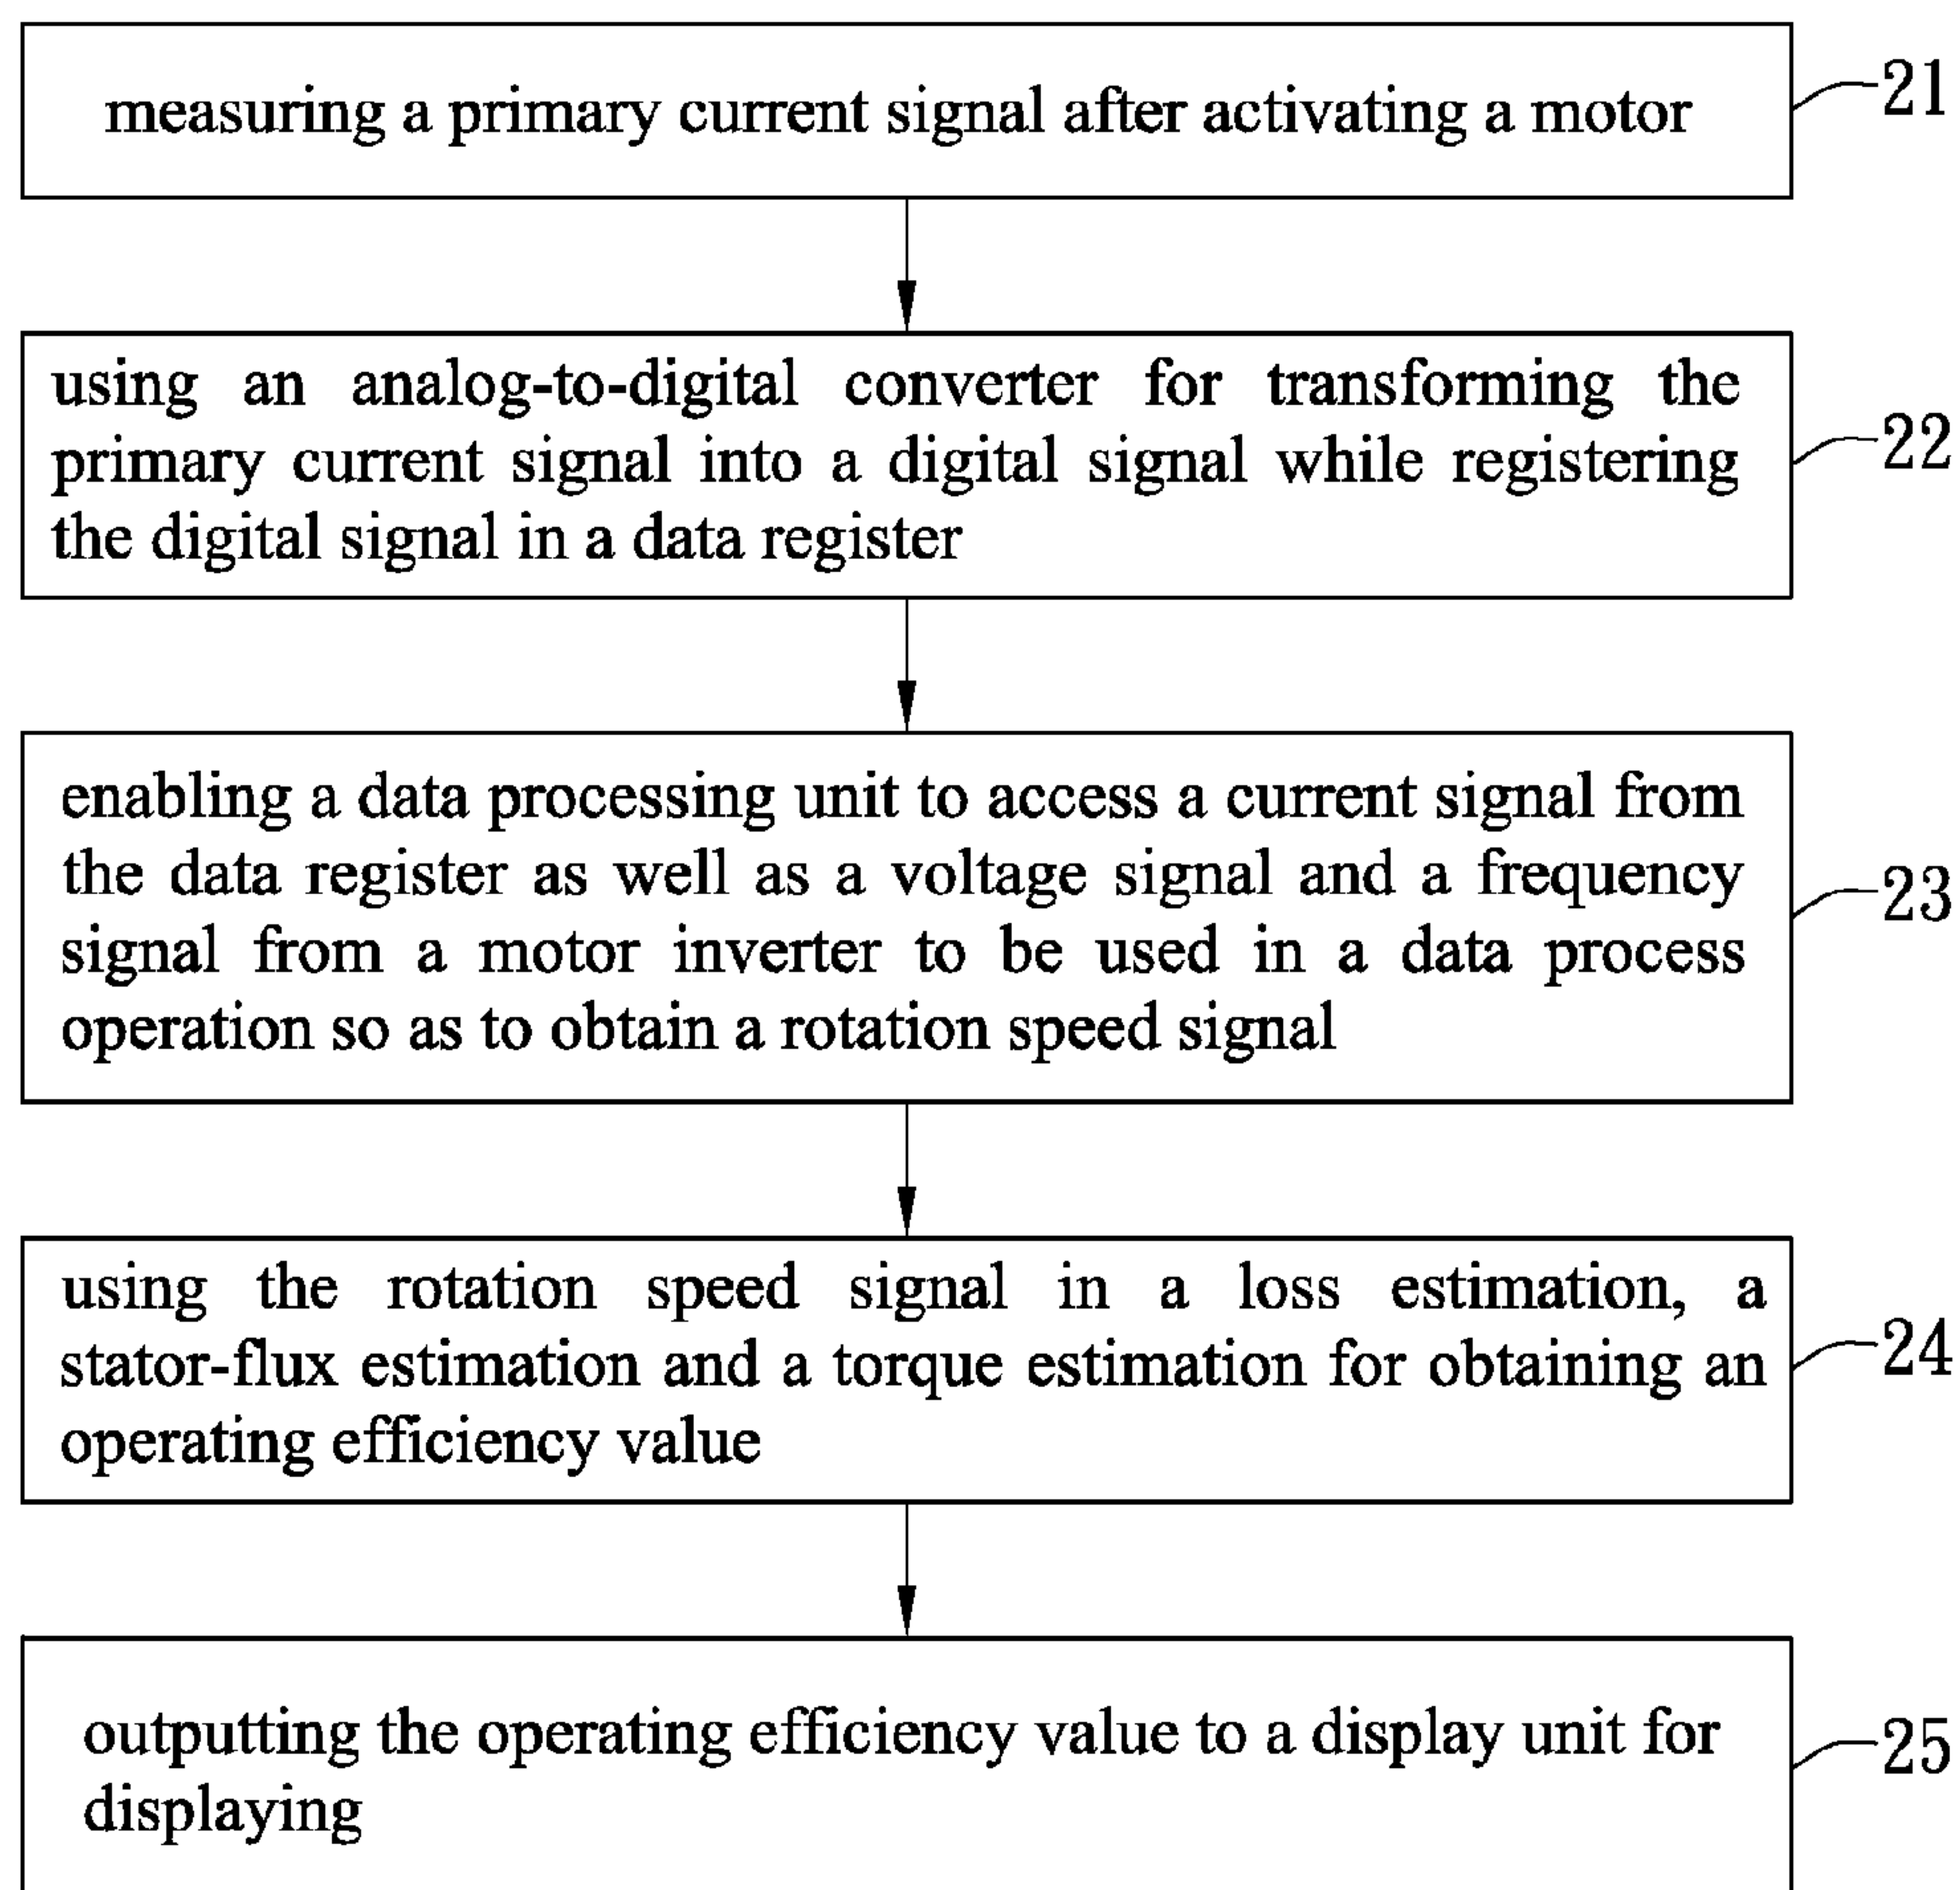 measuring a primary current signal after activating a motor
21
using an analog-to-digital converter for transforming the
primary current signal into a digital signal while registering
the digital signal in a data register
22
enabling a data processing unit to access a current signal from
the data register as well as a voltage signal and a frequency
signal from a motor inverter to be used in a data process
operation so as to obtain a rotation speed signal
23
using the rotation speed signal in a loss estimation, a
stator-flux estimation and a torque estimation for obtaining an
operating efficiency value
24
outputting the operating efficiency value to a display unit for
displaying
25